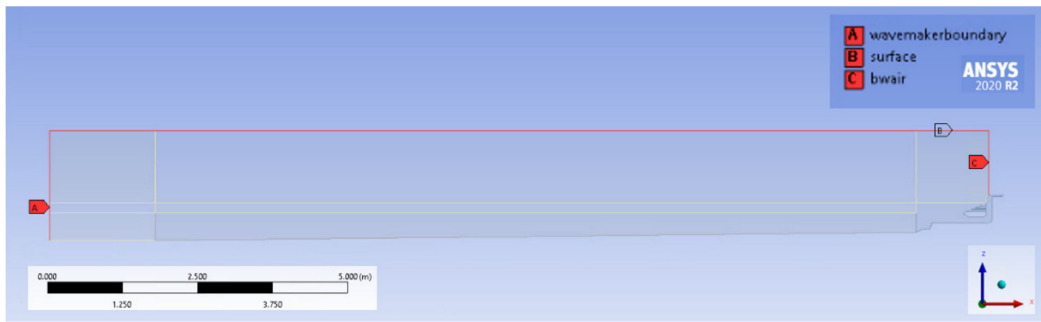 A wavemakerboundary
B surface
C bwair
ANSYS
2020 R2
B
C
A
0.000 2.500 5.000 (m)
1.250 3.750
z
x